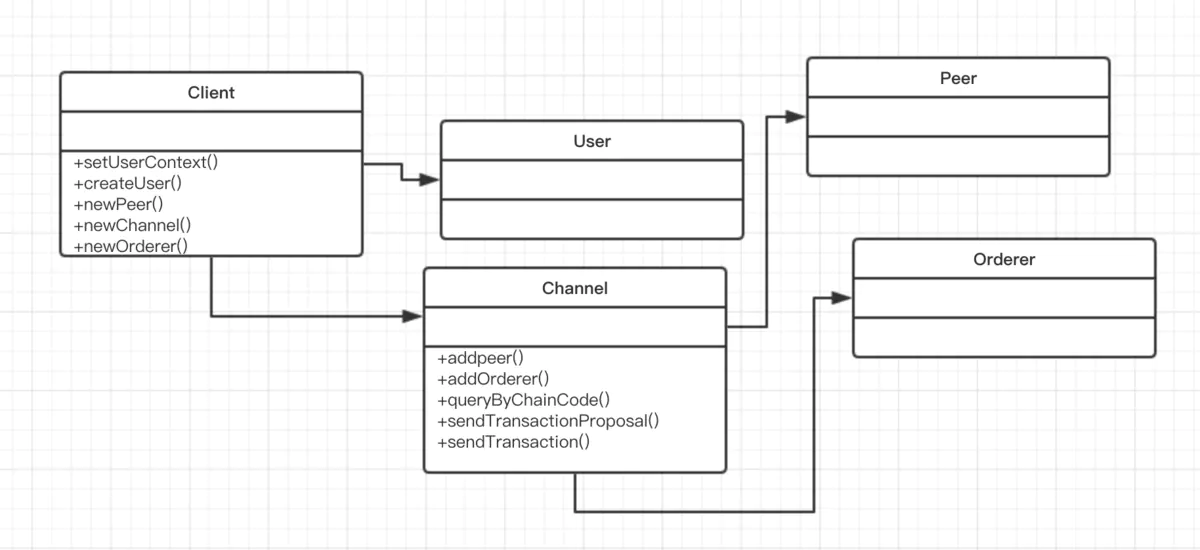 Client
+setUserContext()
+createUser()
+newPeer()
+newChannel()
+newOrderer()
User
Channel
+addpeer()
+addOrderer()
+queryByChainCode()
+sendTransactionProposal()
+sendTransaction()
Peer
Orderer